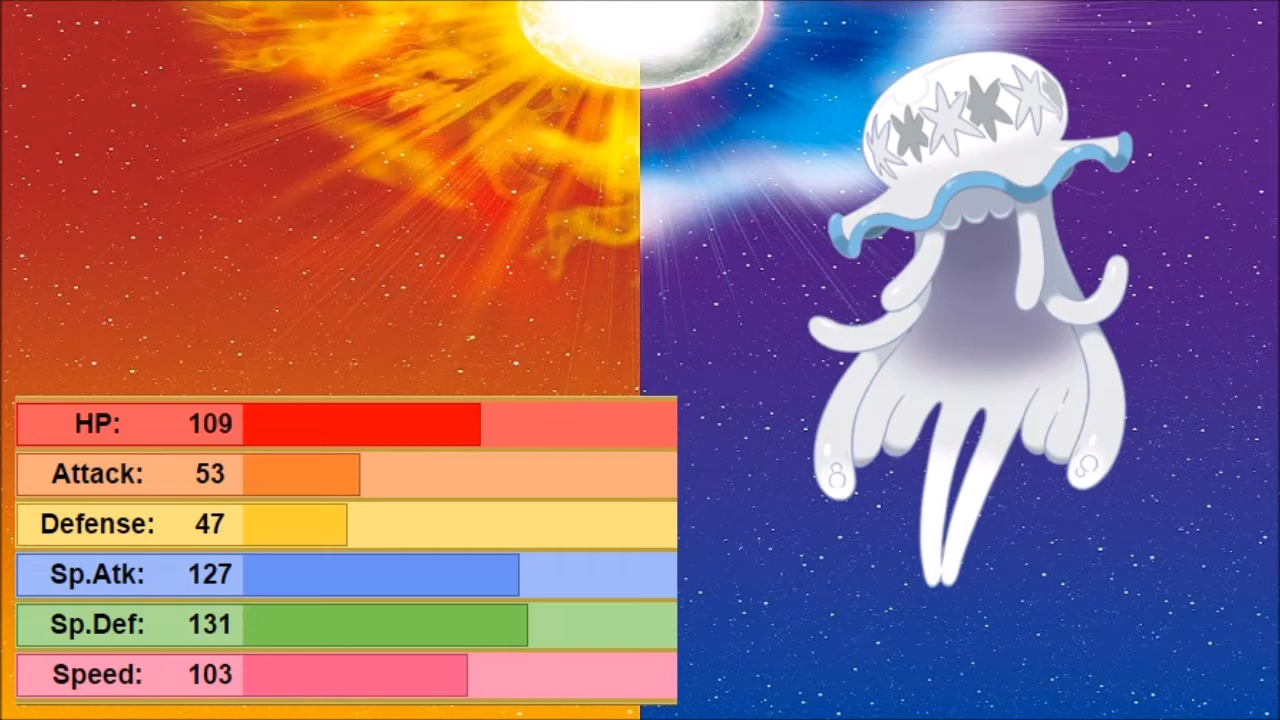 HP: 109
Attack: 53
Defense: 47
Sp.Atk: 127
Sp.Def: 131
Speed: 103